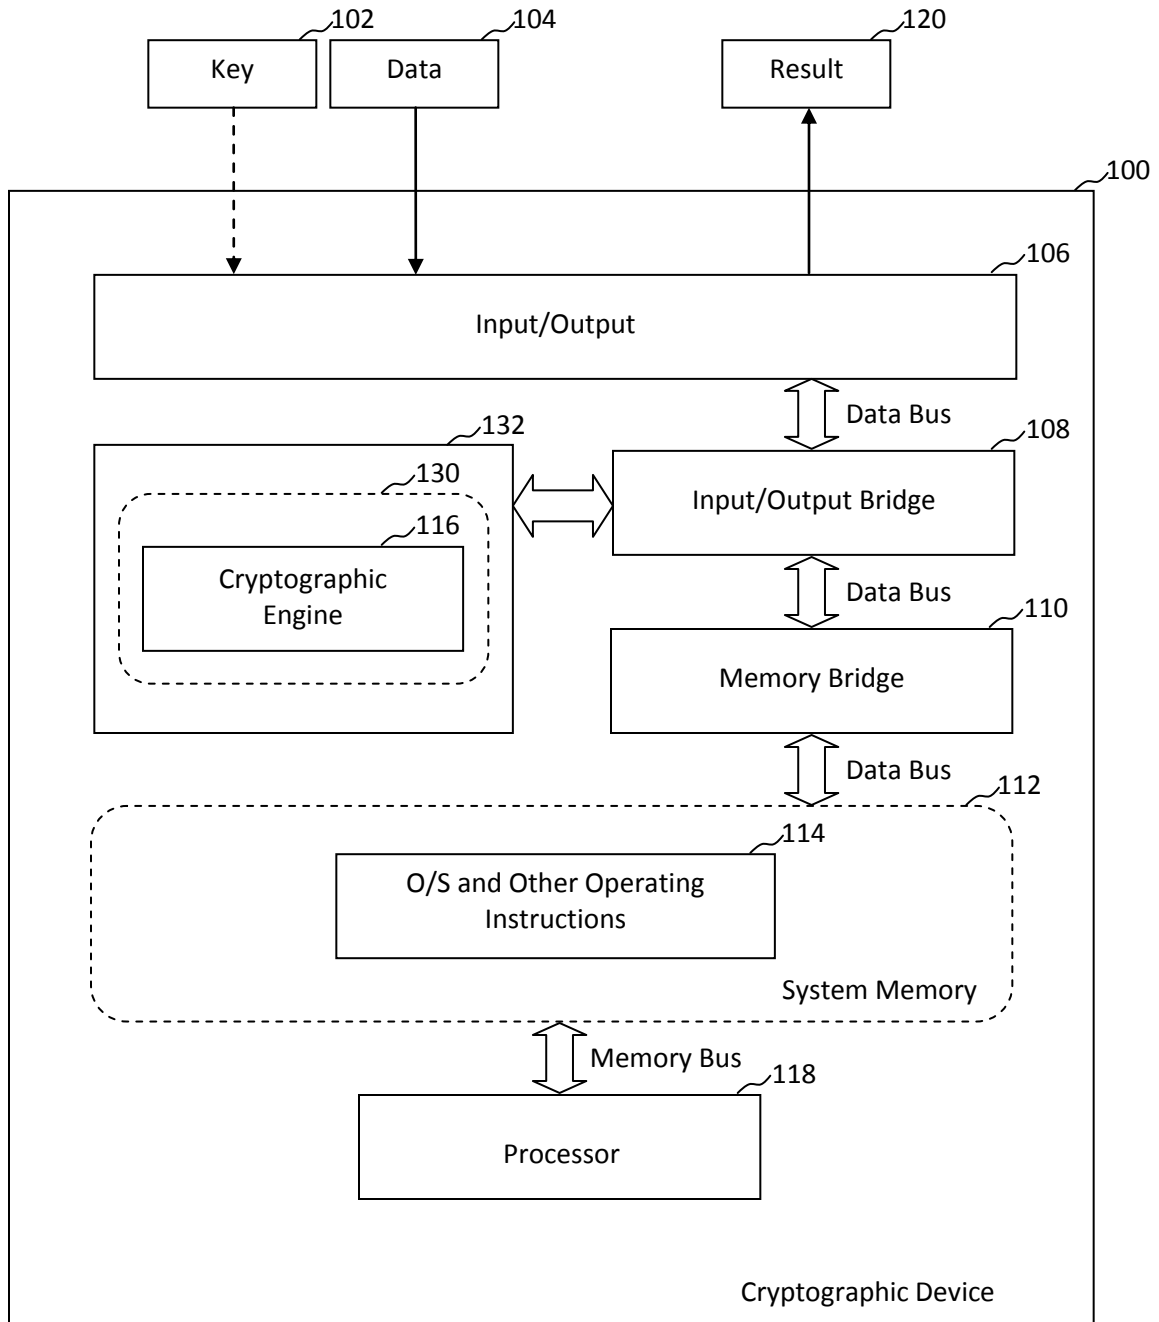 102
104
120
Key
Data
Result
100
106
Input/Output
Data Bus
132
108
130
Input/Output Bridge
116
Cryptographic
Engine
Data Bus
110
Memory Bridge
Data Bus
112
114
O/S and Other Operating
Instructions
System Memory
Memory Bus
118
Processor
Cryptographic Device